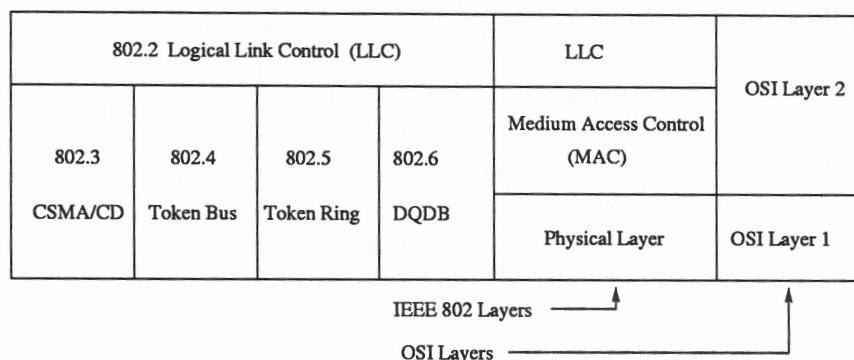 802.2 Logical Link Control (LLC)
LLC
OSI Layer 2
Medium Access Control
(MAC)
802.3
CSMA/CD
802.4
Token Bus
802.5
Token Ring
802.6
DQDB
Physical Layer
OSI Layer 1
IEEE 802 Layers
OSI Layers